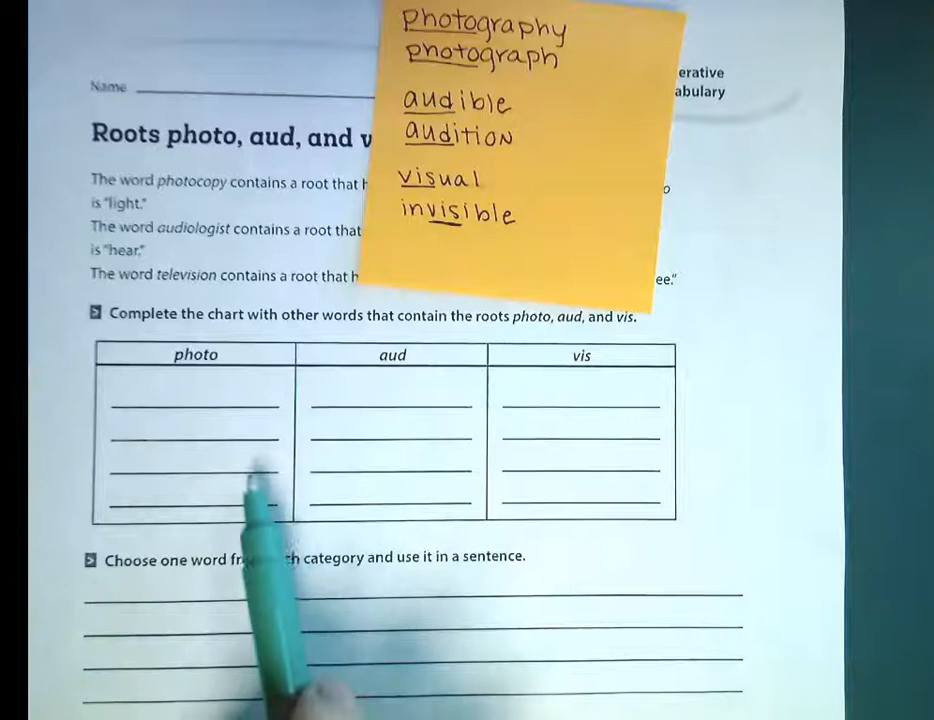 photography
photograph
audible
audition
visual
invisible
erative
abulary
Name
Roots photo, aud, and v
The word photocopy contains a root that h
o
is "light."
The word audiologist contains a root that
is "hear."
The word television contains a root that h
ee."
Complete the chart with other words that contain the roots photo, aud, and vis.
photo aud vis
Choose one word fr ch category and use it in a sentence.